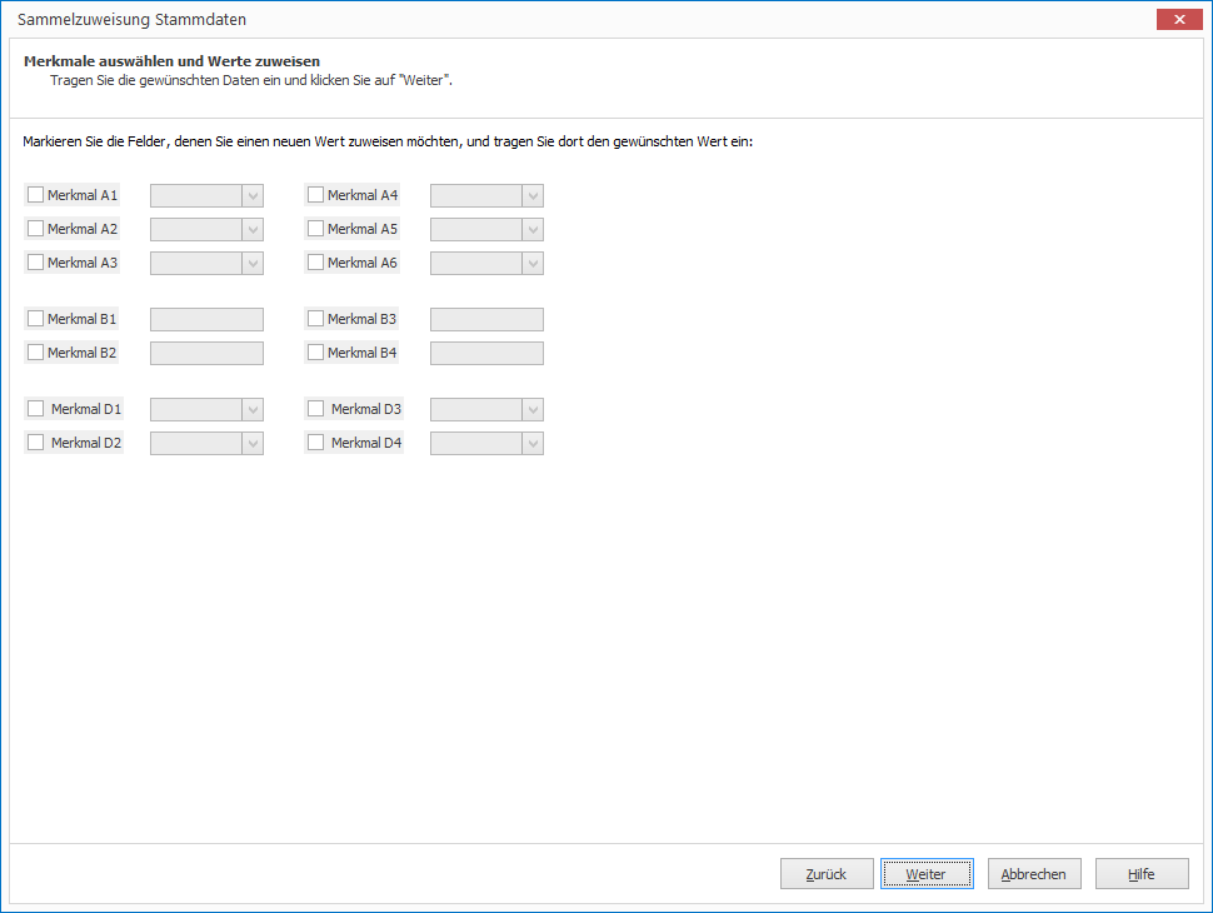 Sammelzuweisung Stammdaten
Merkmale auswählen und Werte zuweisen
Tragen Sie die gewünschten Daten ein und klicken Sie auf "Weiter".
Markieren Sie die Felder, denen Sie einen neuen Wert zuweisen möchten, und tragen Sie dort den gewünschten Wert ein:
Merkmal A1 Merkmal A4
Merkmal A2 Merkmal A5
Merkmal A3 Merkmal A6
Merkmal B1 Merkmal B3
Merkmal B2 Merkmal B4
Merkmal D1 Merkmal D3
Merkmal D2 Merkmal D4
Zurück Weiter Abbrechen Hilfe